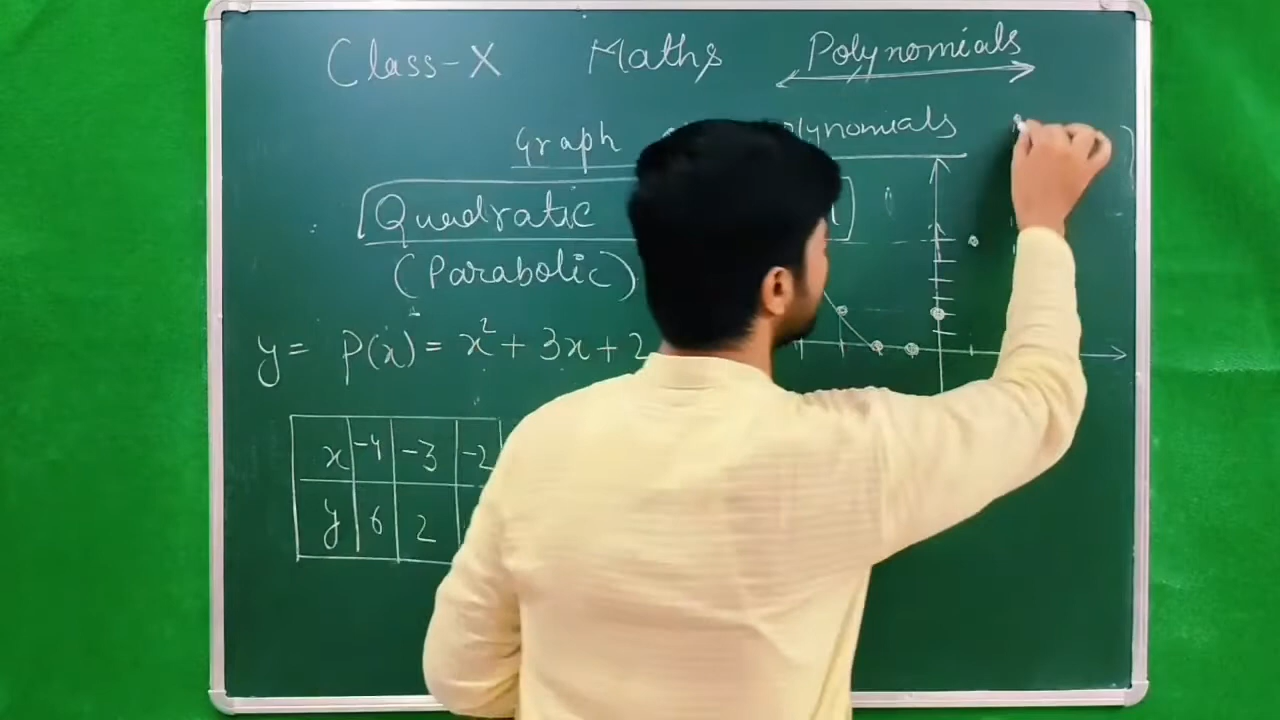 Class-X Maths Polynomials
Graph
Quadratic
(Parabolic)
y = P(x) = x² + 3x + 2
x -4 -3 -2
y 6 2